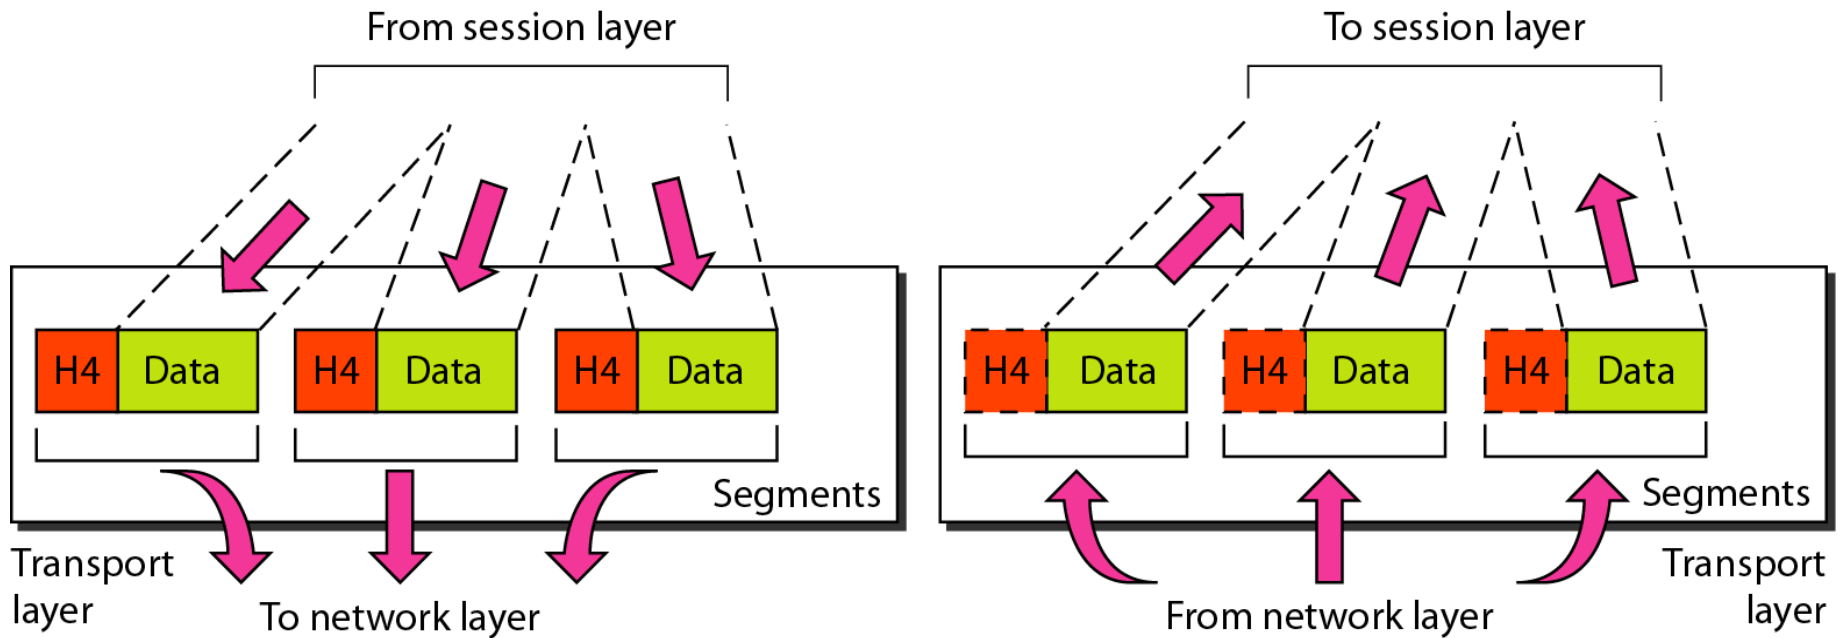 From session layer
H4 Data H4 Data H4 Data
Segments
Transport
layer
To network layer
To session layer
H4 Data H4 Data H4 Data
Segments
Transport
layer
From network layer